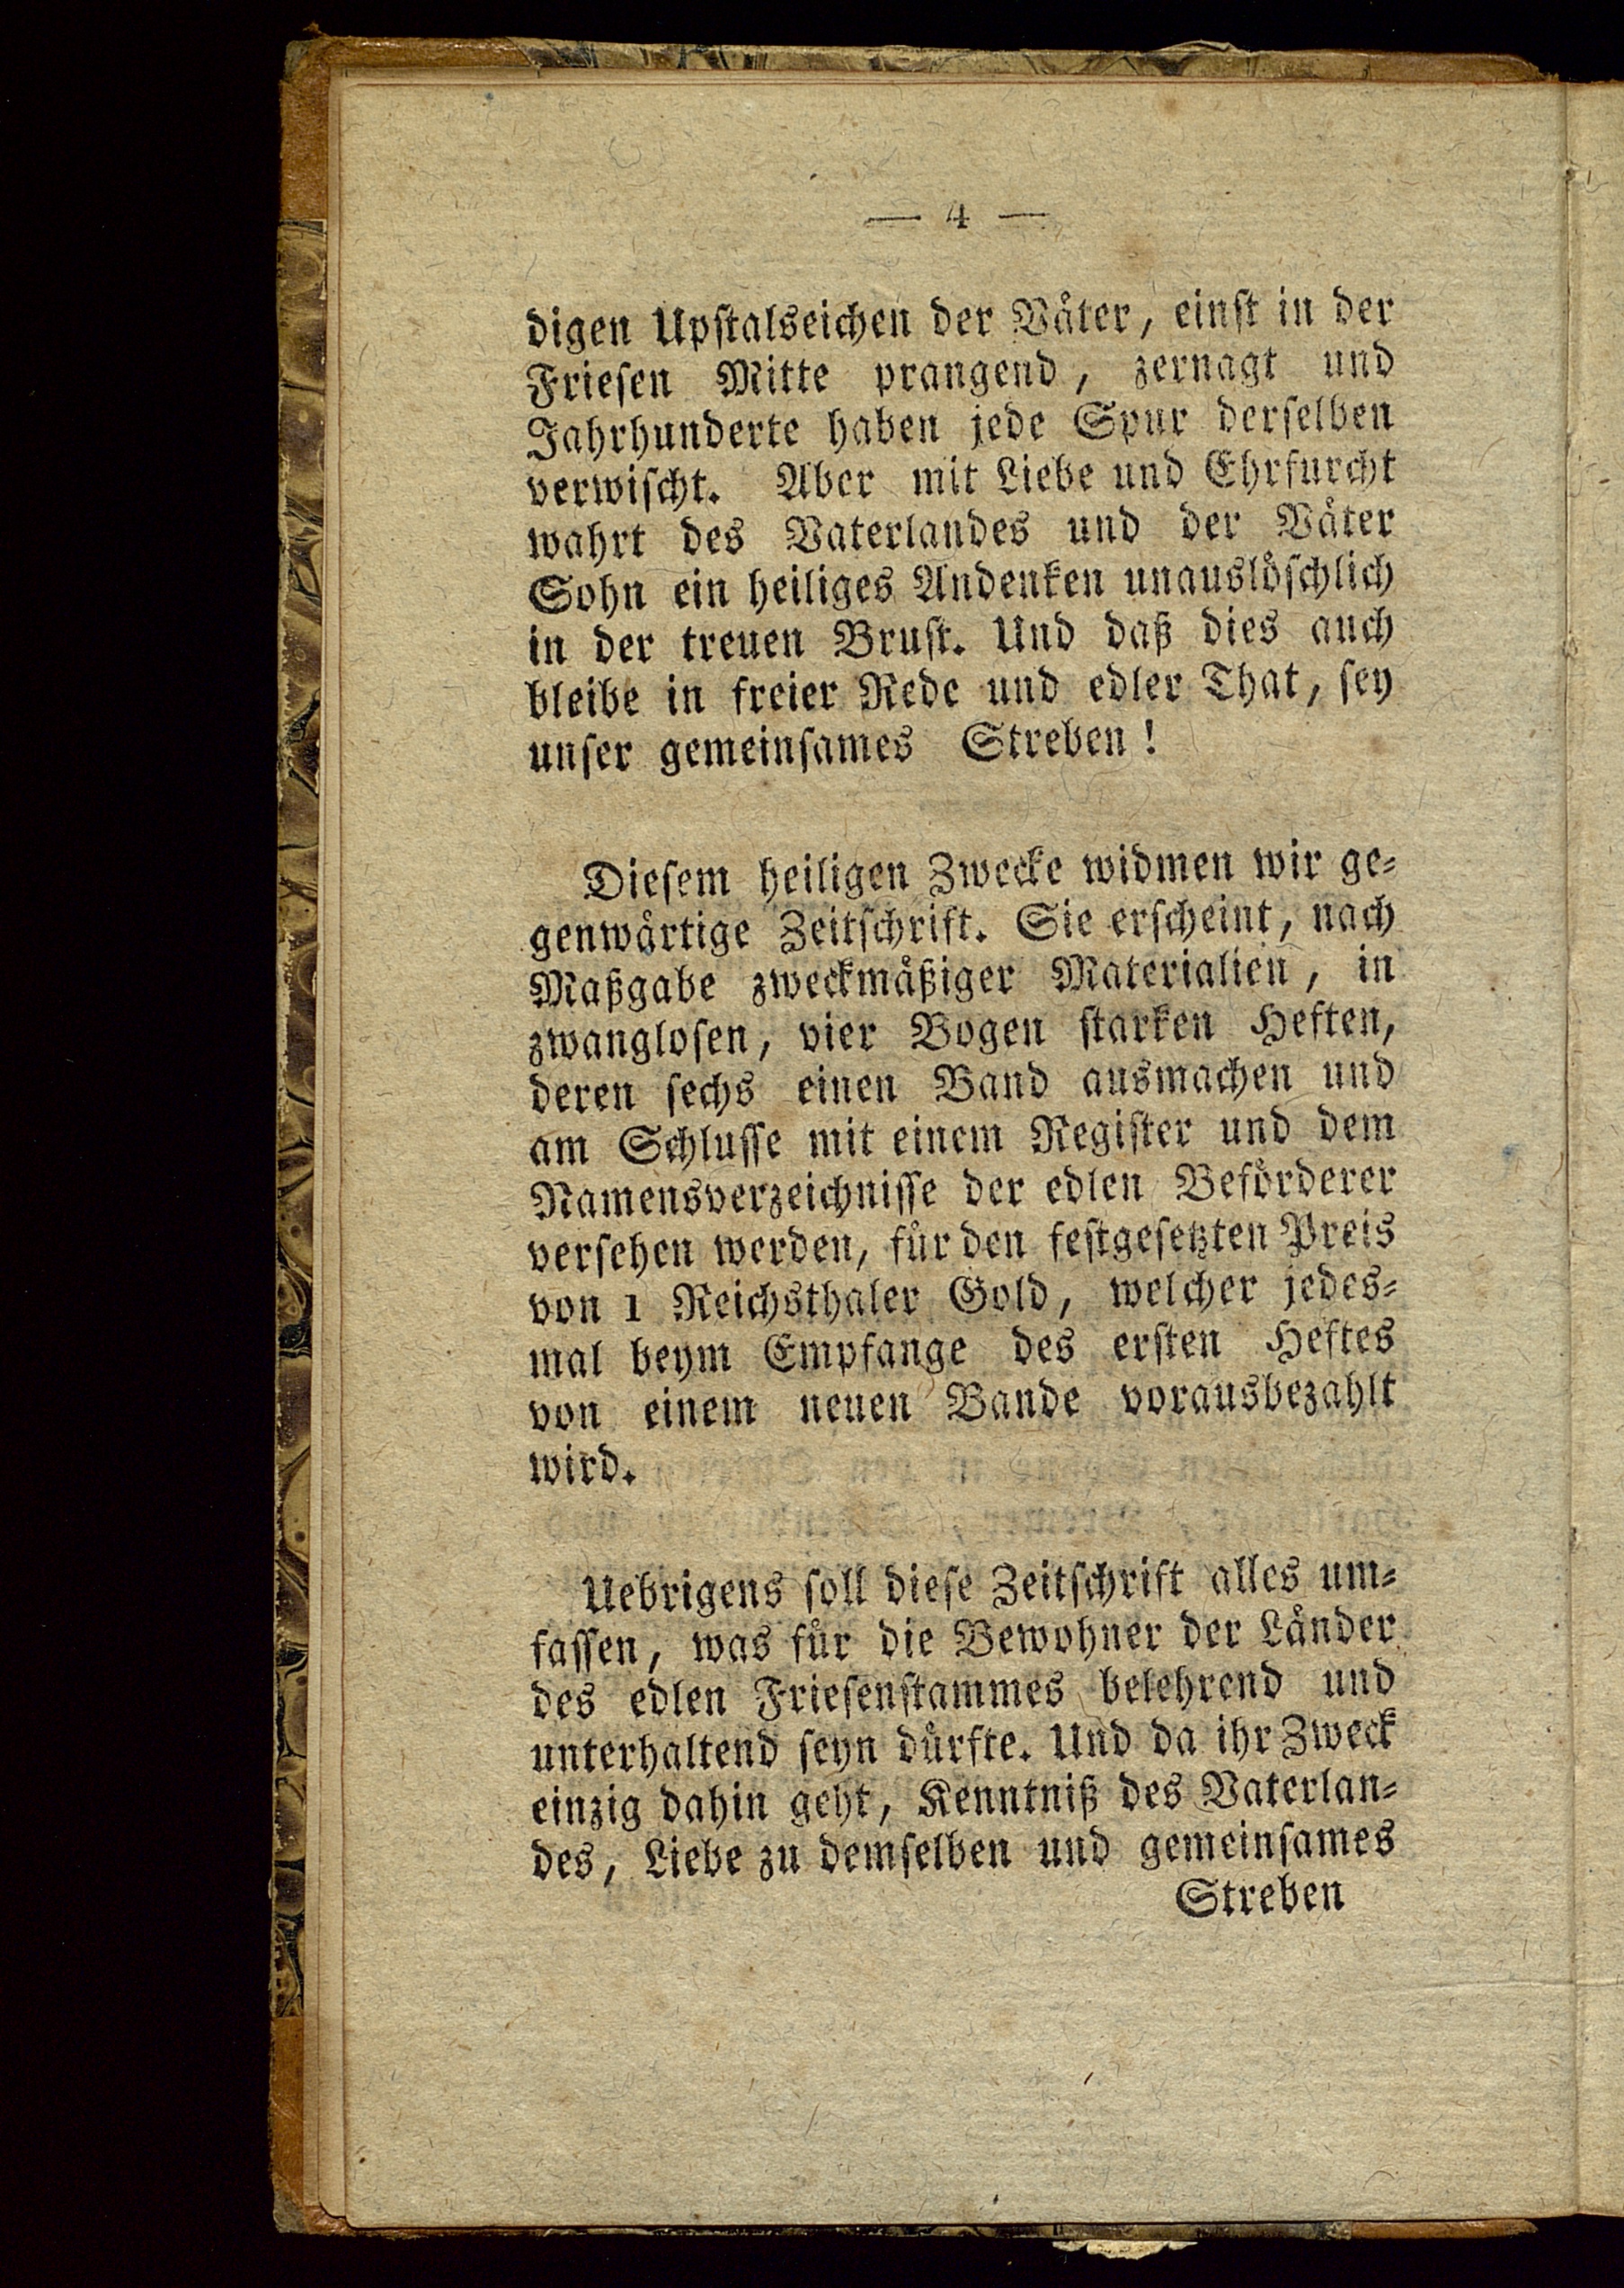 — 4 —
digen Upstalseichen der Väter, einst in der
Friesen Mitte prangend, zernagt und
Jahrhunderte haben jede Spur derselben
verwischt. Aber mit Liebe und Ehrfurcht
wahrt des Vaterlandes und der Väter
Sohn ein heiliges Andenken unauslöschlich
in der treuen Brust. Und daß dies auch
bleibe in freier Rede und edler That, sey
unser gemeinsames Streben!
Diesem heiligen Zwecke widmen wir ge-
genwärtige Zeitschrift. Sie erscheint, nach
Maßgabe zweckmäßiger Materialien, in
zwanglosen, vier Bogen starken Heften,
deren sechs einen Band ausmachen und
am Schlusse mit einem Register und dem
Namensverzeichnisse der edlen Beförderer
versehen werden, für den festgesetzten Preis
von 1 Reichsthaler Gold, welcher jedes-
mal beym Empfange des ersten Heftes
von einem neuen Bande vorausbezahlt
wird.
Uebrigens soll diese Zeitschrift alles um-
fassen, was für die Bewohner der Länder
des edlen Friesenstammes belehrend und
unterhaltend seyn dürfte. Und da ihr Zweck
einzig dahin geht, Kenntniß des Vaterlan-
des, Liebe zu demselben und gemeinsames
Streben